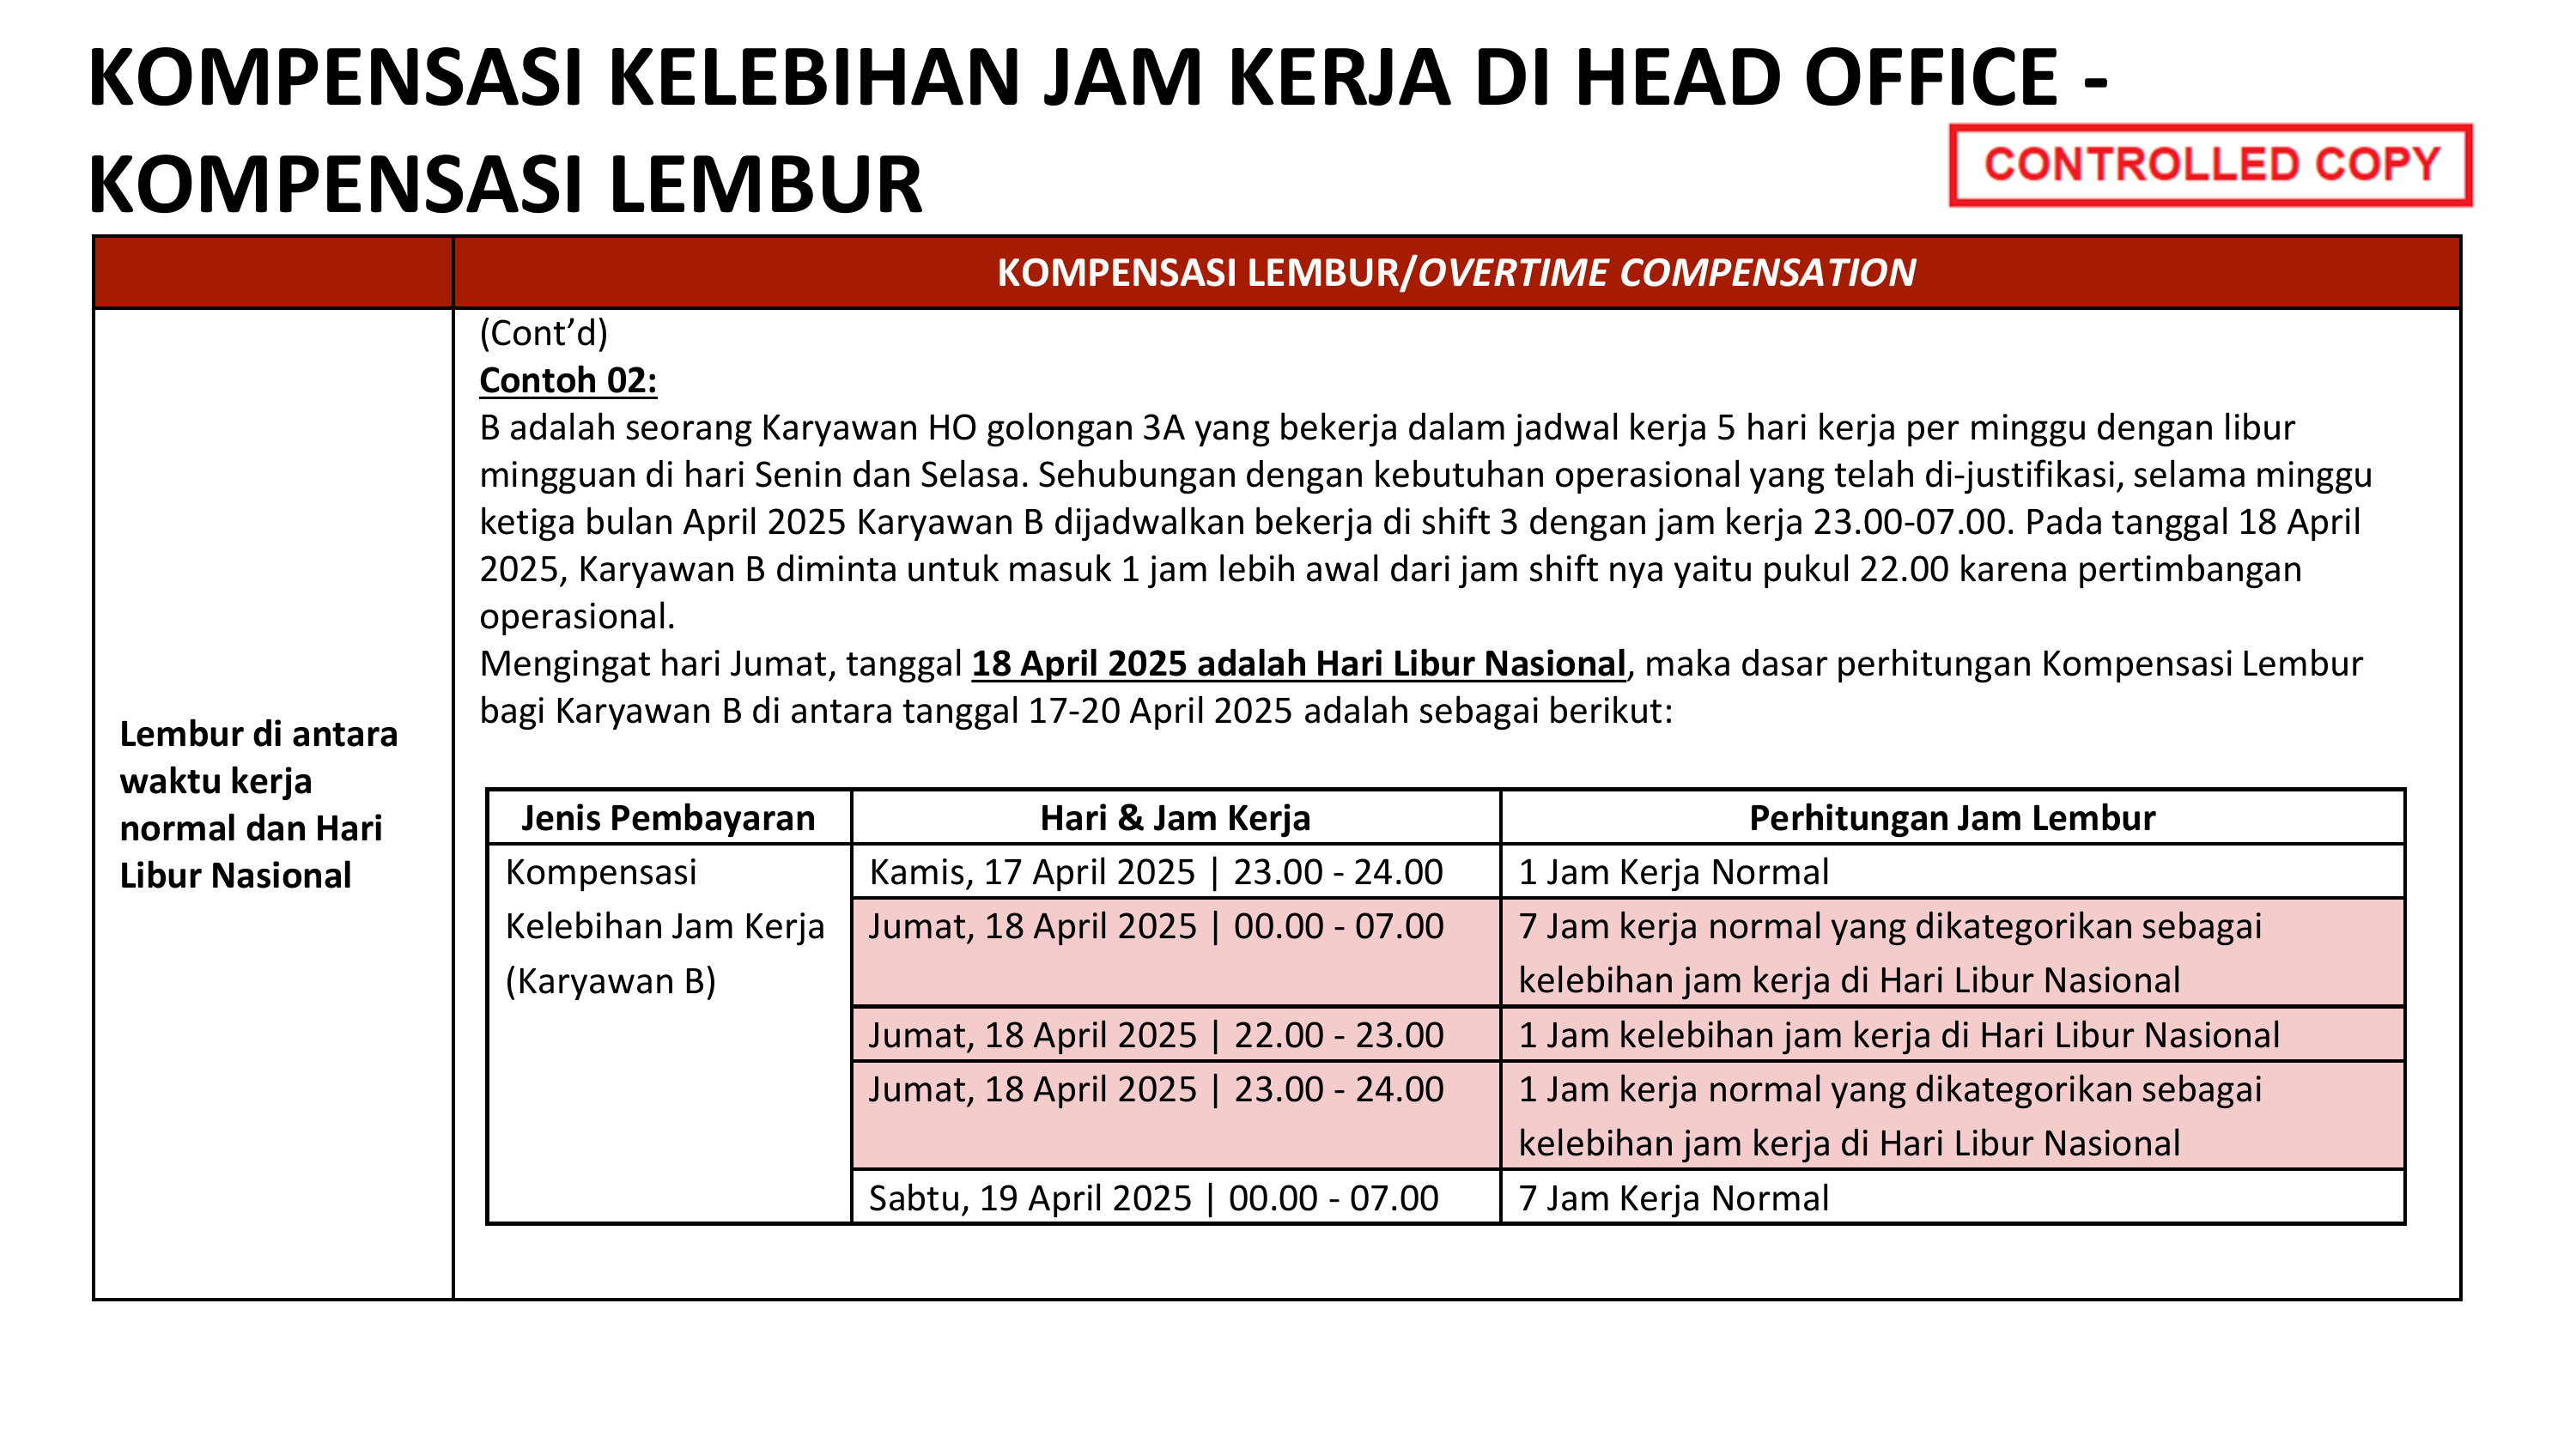 KOMPENSASI KELEBIHAN JAM KERJA DI HEAD OFFICE -
KOMPENSASI LEMBUR
CONTROLLED COPY
KOMPENSASI LEMBUR/OVERTIME COMPENSATION
Lembur di antara
waktu kerja
normal dan Hari
Libur Nasional
(Cont’d)
Contoh 02:
B adalah seorang Karyawan HO golongan 3A yang bekerja dalam jadwal kerja 5 hari kerja per minggu dengan libur
mingguan di hari Senin dan Selasa. Sehubungan dengan kebutuhan operasional yang telah di-justifikasi, selama minggu
ketiga bulan April 2025 Karyawan B dijadwalkan bekerja di shift 3 dengan jam kerja 23.00-07.00. Pada tanggal 18 April
2025, Karyawan B diminta untuk masuk 1 jam lebih awal dari jam shift nya yaitu pukul 22.00 karena pertimbangan
operasional.
Mengingat hari Jumat, tanggal 18 April 2025 adalah Hari Libur Nasional, maka dasar perhitungan Kompensasi Lembur
bagi Karyawan B di antara tanggal 17-20 April 2025 adalah sebagai berikut:
Jenis Pembayaran
Hari & Jam Kerja
Perhitungan Jam Lembur
Kompensasi
Kelebihan Jam Kerja
(Karyawan B)
Kamis, 17 April 2025 | 23.00 - 24.00
1 Jam Kerja Normal
Jumat, 18 April 2025 | 00.00 - 07.00
7 Jam kerja normal yang dikategorikan sebagai
kelebihan jam kerja di Hari Libur Nasional
Jumat, 18 April 2025 | 22.00 - 23.00
1 Jam kelebihan jam kerja di Hari Libur Nasional
Jumat, 18 April 2025 | 23.00 - 24.00
1 Jam kerja normal yang dikategorikan sebagai
kelebihan jam kerja di Hari Libur Nasional
Sabtu, 19 April 2025 | 00.00 - 07.00
7 Jam Kerja Normal